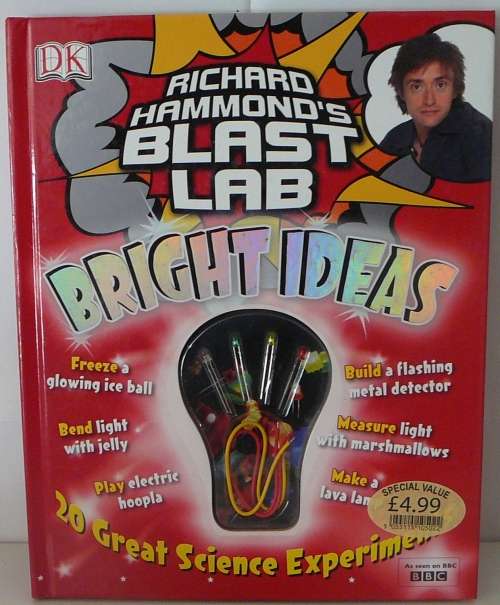 DK
RICHARD
HAMMOND'S
BLAST
LAB
BRIGHT IDEAS
Freeze a
glowing ice ball
Bend light
with jelly
Play electric
hoopla
Build a flashing
metal detector
Measure light
with marshmallows
Make a
lava
SPECIAL VALUE
£4.99
20 Great Science
As seen on BBC
BBC